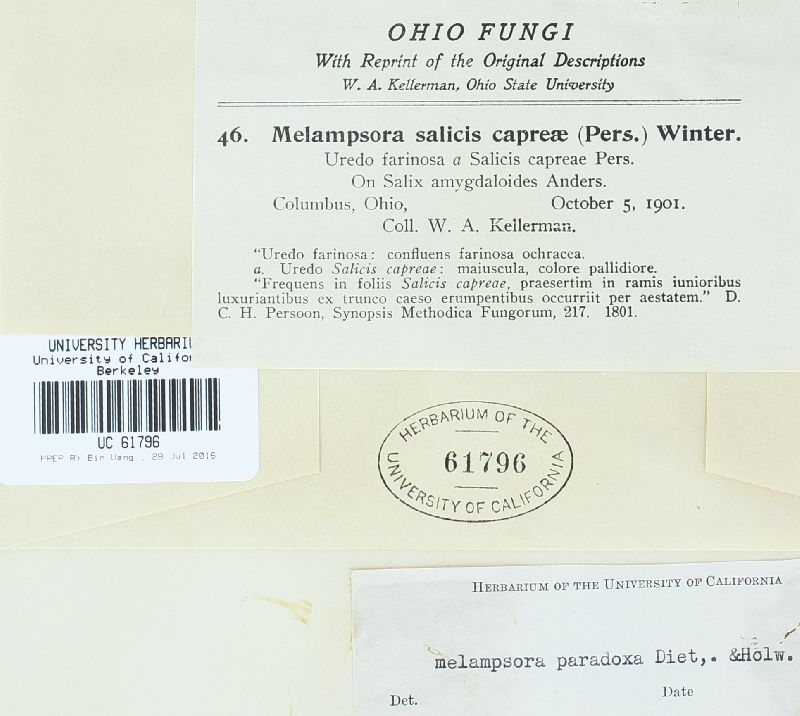 OHIO FUNGI
With Reprint of the Original Descriptions
W. A. Kellerman, Ohio State University
46. Melampsora salicis capreæ (Pers.) Winter.
Uredo farinosa a Salicis capreae Pers.
On Salix amygdaloides Anders.
Columbus, Ohio, October 5, 1901.
Coll. W. A. Kellerman.
"Uredo farinosa: confluens farinosa ochracea.
a. Uredo Salicis capreae: maiuscula, colore pallidiore.
"Frequens in foliis Salicis capreae, praesertim in ramis iunioribus
luxuriantibus ex trunco caeso erumpentibus occurriit per aestatem." D.
C. H. Persoon, Synopsis Methodica Fungorum, 217. 1801.
UNIVERSITY HERBARIU
University of Califor
Berkeley
UC 61796
PREP BY Bin Wang , 28 Jul 2016
HERBARIUM OF THE
61796
UNIVERSITY OF CALIFORNIA
HERBARIUM OF THE UNIVERSITY OF CALIFORNIA
melampsora paradoxa Diet,. &Holw.
Det. Date